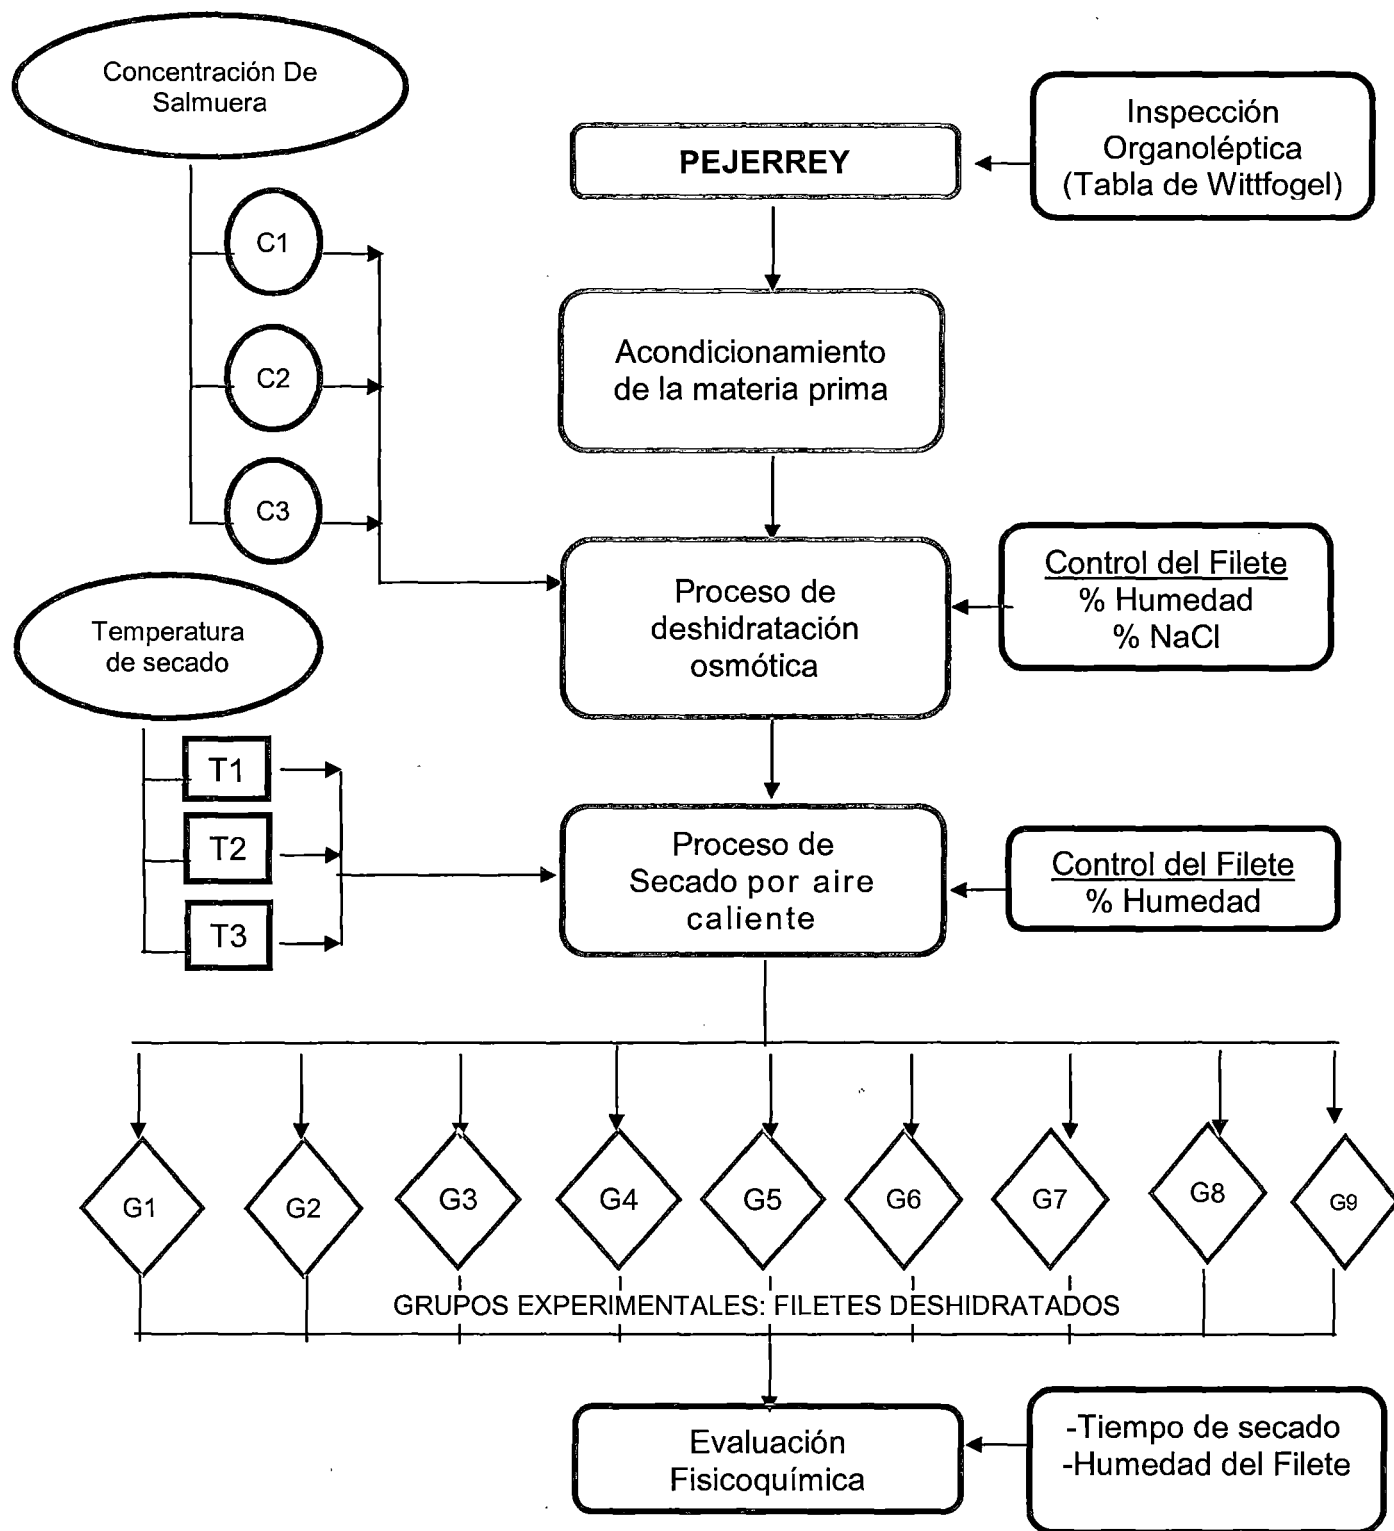 Concentración De
Salmuera
PEJERREY
Inspección
Organoléptica
(Tabla de Wittfogel)
C1
C2
C3
Acondicionamiento
de la materia prima
Proceso de
deshidratación
osmótica
Control del Filete
% Humedad
% NaCl
Temperatura
de secado
T1
T2
T3
Proceso de
Secado por aire
caliente
Control del Filete
% Humedad
G1
G2
G3
G4
G5
G6
G7
G8
G9
GRUPOS EXPERIMENTALES: FILETES DESHIDRATADOS
Evaluación
Fisicoquímica
-Tiempo de secado
-Humedad del Filete